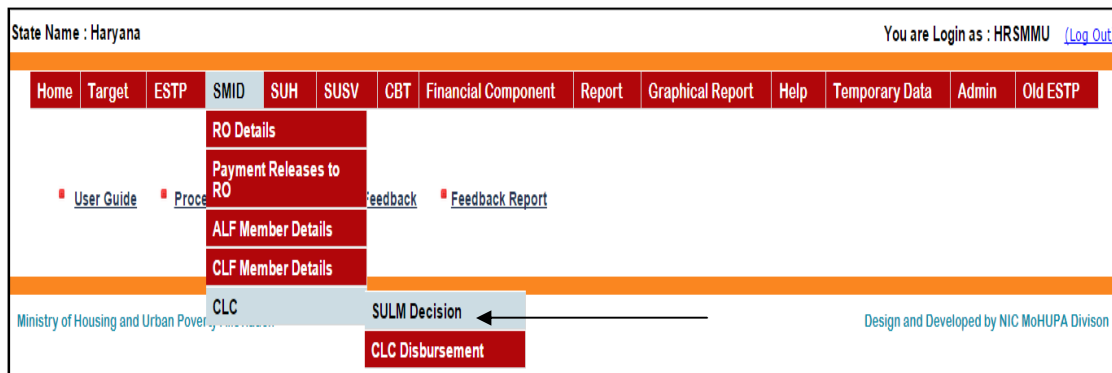 State Name : Haryana You are Login as : HRSMMU (Log Out
Home Target ESTP SMID SUH SUSV CBT Financial Component Report Graphical Report Help Temporary Data Admin Old ESTP
RO Details
Payment Releases to
RO
User Guide Feedback Feedback Report
ALF Member Details
CLF Member Details
CLC SULM Decision
Ministry of Housing and Urban Design and Developed by NIC MoHUPA Divison
CLC Disbursement